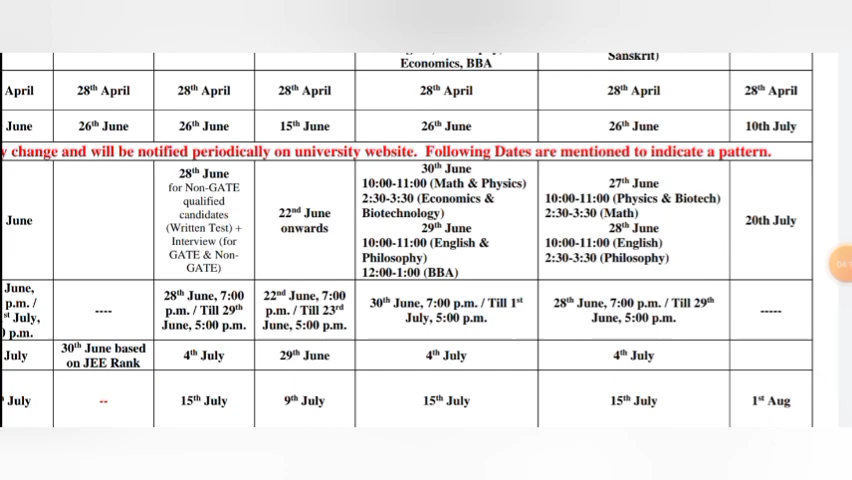 Economics, BBA
Sanskrit)
April 28th April 28th April 28th April 28th April 28th April 28th April
June 26th June 26th June 15th June 26th June 26th June 10th July
y change and will be notified periodically on university website. Following Dates are mentioned to indicate a pattern.
June
28th June
for Non-GATE
qualified
candidates
(Written Test) +
Interview (for
GATE & Non-
GATE)
22nd June
onwards
30th June
10:00-11:00 (Math & Physics)
2:30-3:30 (Economics &
Biotechnology)
29th June
10:00-11:00 (English &
Philosophy)
12:00-1:00 (BBA)
27th June
10:00-11:00 (Physics & Biotech)
2:30-3:30 (Math)
28th June
10:00-11:00 (English)
2:30-3:30 (Philosophy)
20th July
June,
p.m. /
st July,
p.m.
----
28th June, 7:00
p.m. / Till 29th
June, 5:00 p.m.
22nd June, 7:00
p.m. / Till 23rd
June, 5:00 p.m.
30th June, 7:00 p.m. / Till 1st
July, 5:00 p.m.
28th June, 7:00 p.m. / Till 29th
June, 5:00 p.m.
-----
July
30th June based
on JEE Rank
4th July
29th June
4th July
4th July
July -- 15th July 9th July 15th July 15th July 1st Aug